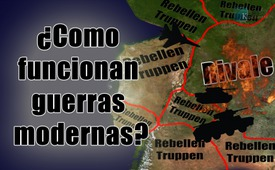 ¿Como
funcionan
guerras
modernas?
Rebellen
Truppen
Rebellen
Truppen
Rebellen
Truppen
Rivale
Rebellen
Truppen
Rebellen
Truppen
Rebellen
Truppen